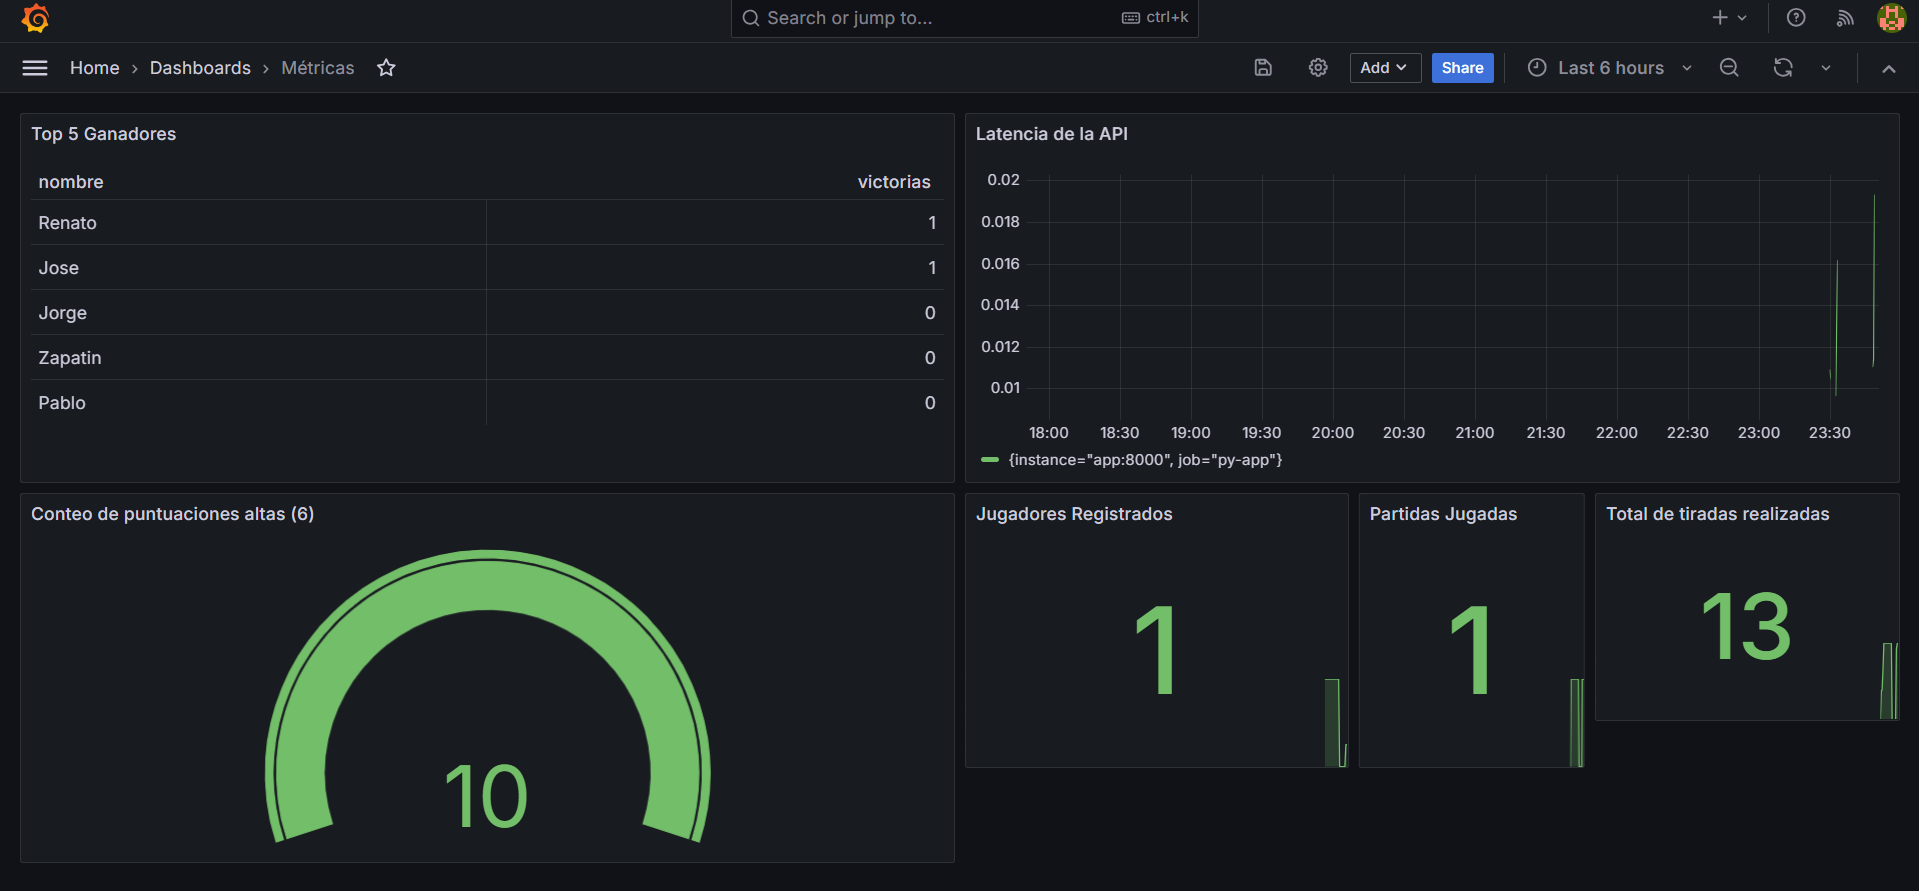 Search or jump to...
ctrl+k
Home › Dashboards › Métricas
Add
Share
Last 6 hours
Top 5 Ganadores
nombre victorias
Renato 1
Jose 1
Jorge 0
Zapatin 0
Pablo 0
Latencia de la API
0.02
0.018
0.016
0.014
0.012
0.01
18:00 18:30 19:00 19:30 20:00 20:30 21:00 21:30 22:00 22:30 23:00 23:30
{instance="app:8000", job="py-app"}
Conteo de puntuaciones altas (6)
10
Jugadores Registrados
1
Partidas Jugadas
1
Total de tiradas realizadas
13